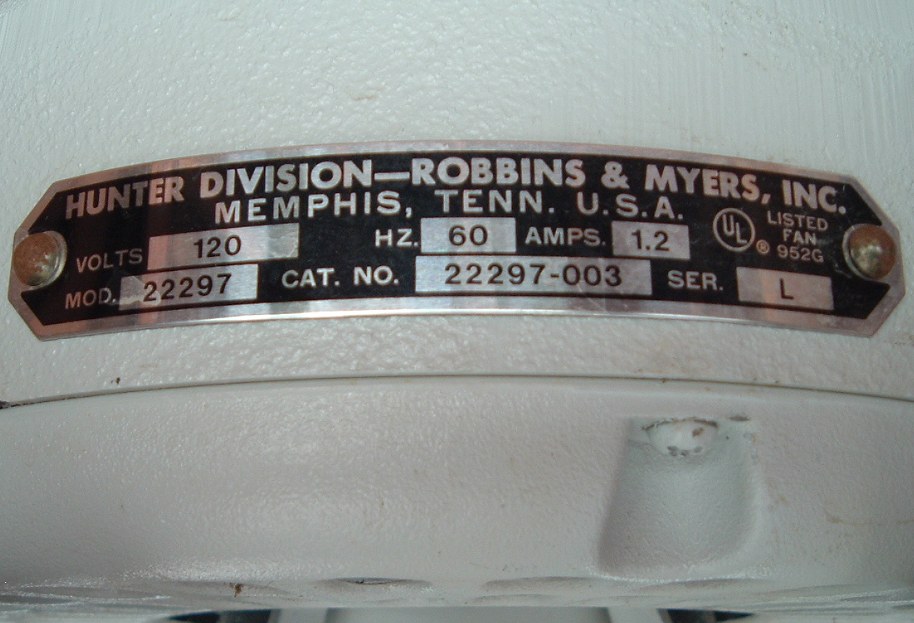 HUNTER DIVISION—ROBBINS & MYERS, INC.
MEMPHIS, TENN. U.S.A.
VOLTS 120 HZ. 60 AMPS. 1.2 UL ® LISTED FAN 952G
MOD. 22297 CAT. NO. 22297-003 SER. L